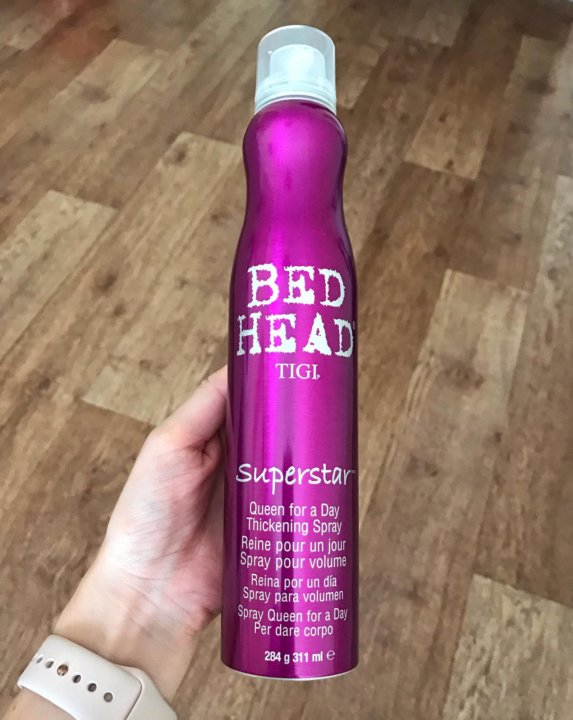 BED
HEAD®
TIGI®
Superstar™
Queen for a Day
Thickening Spray
Reine pour un jour
Spray pour volume
Reina por un día
Spray para volumen
Spray Queen for a Day
Per dare corpo
284 g 311 ml ℮